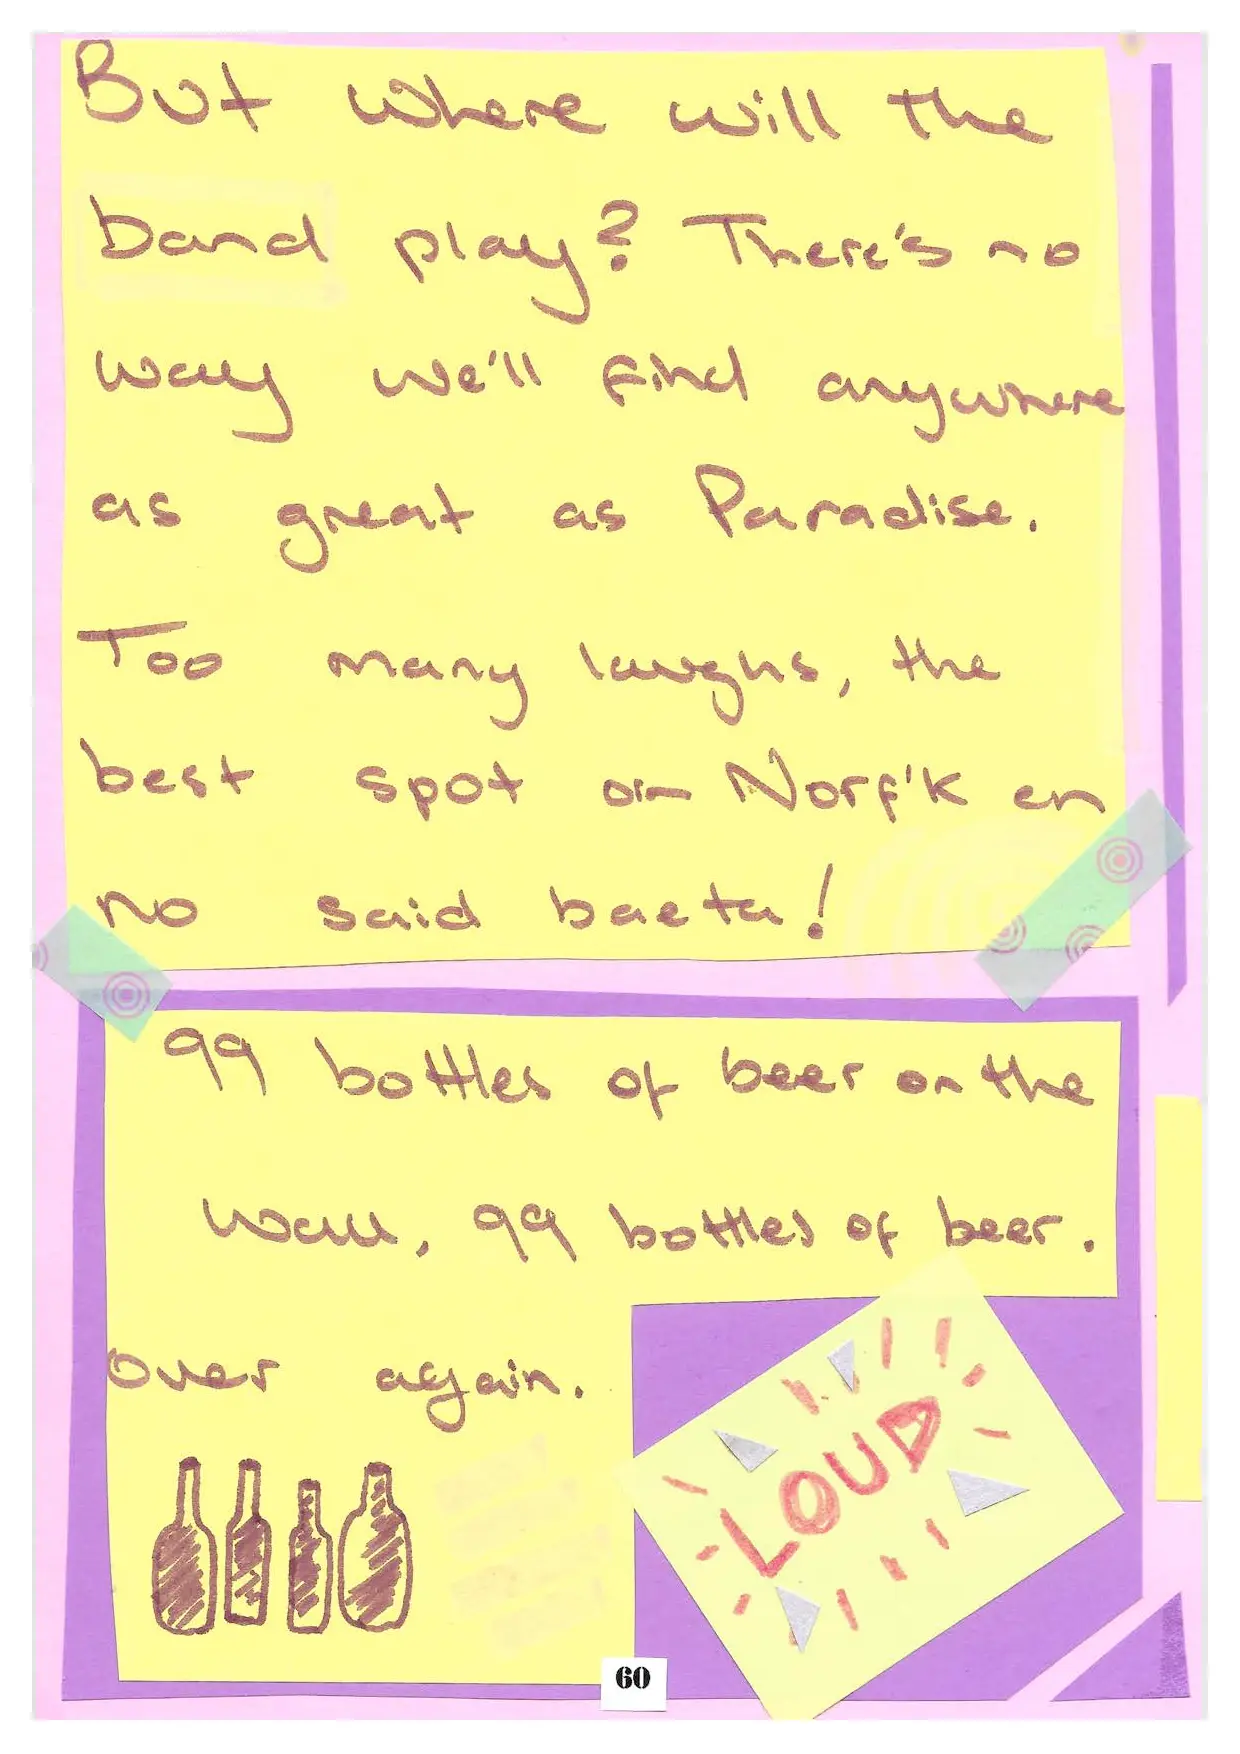 But where will the
band play? There's no
way we'll find anywhere
as great as Paradise.
Too many laughs, the
best spot orn Norf'k en
no said baeta!
99 bottles of beer on the
wall, 99 bottles of beer.
over again.
LOUD
60